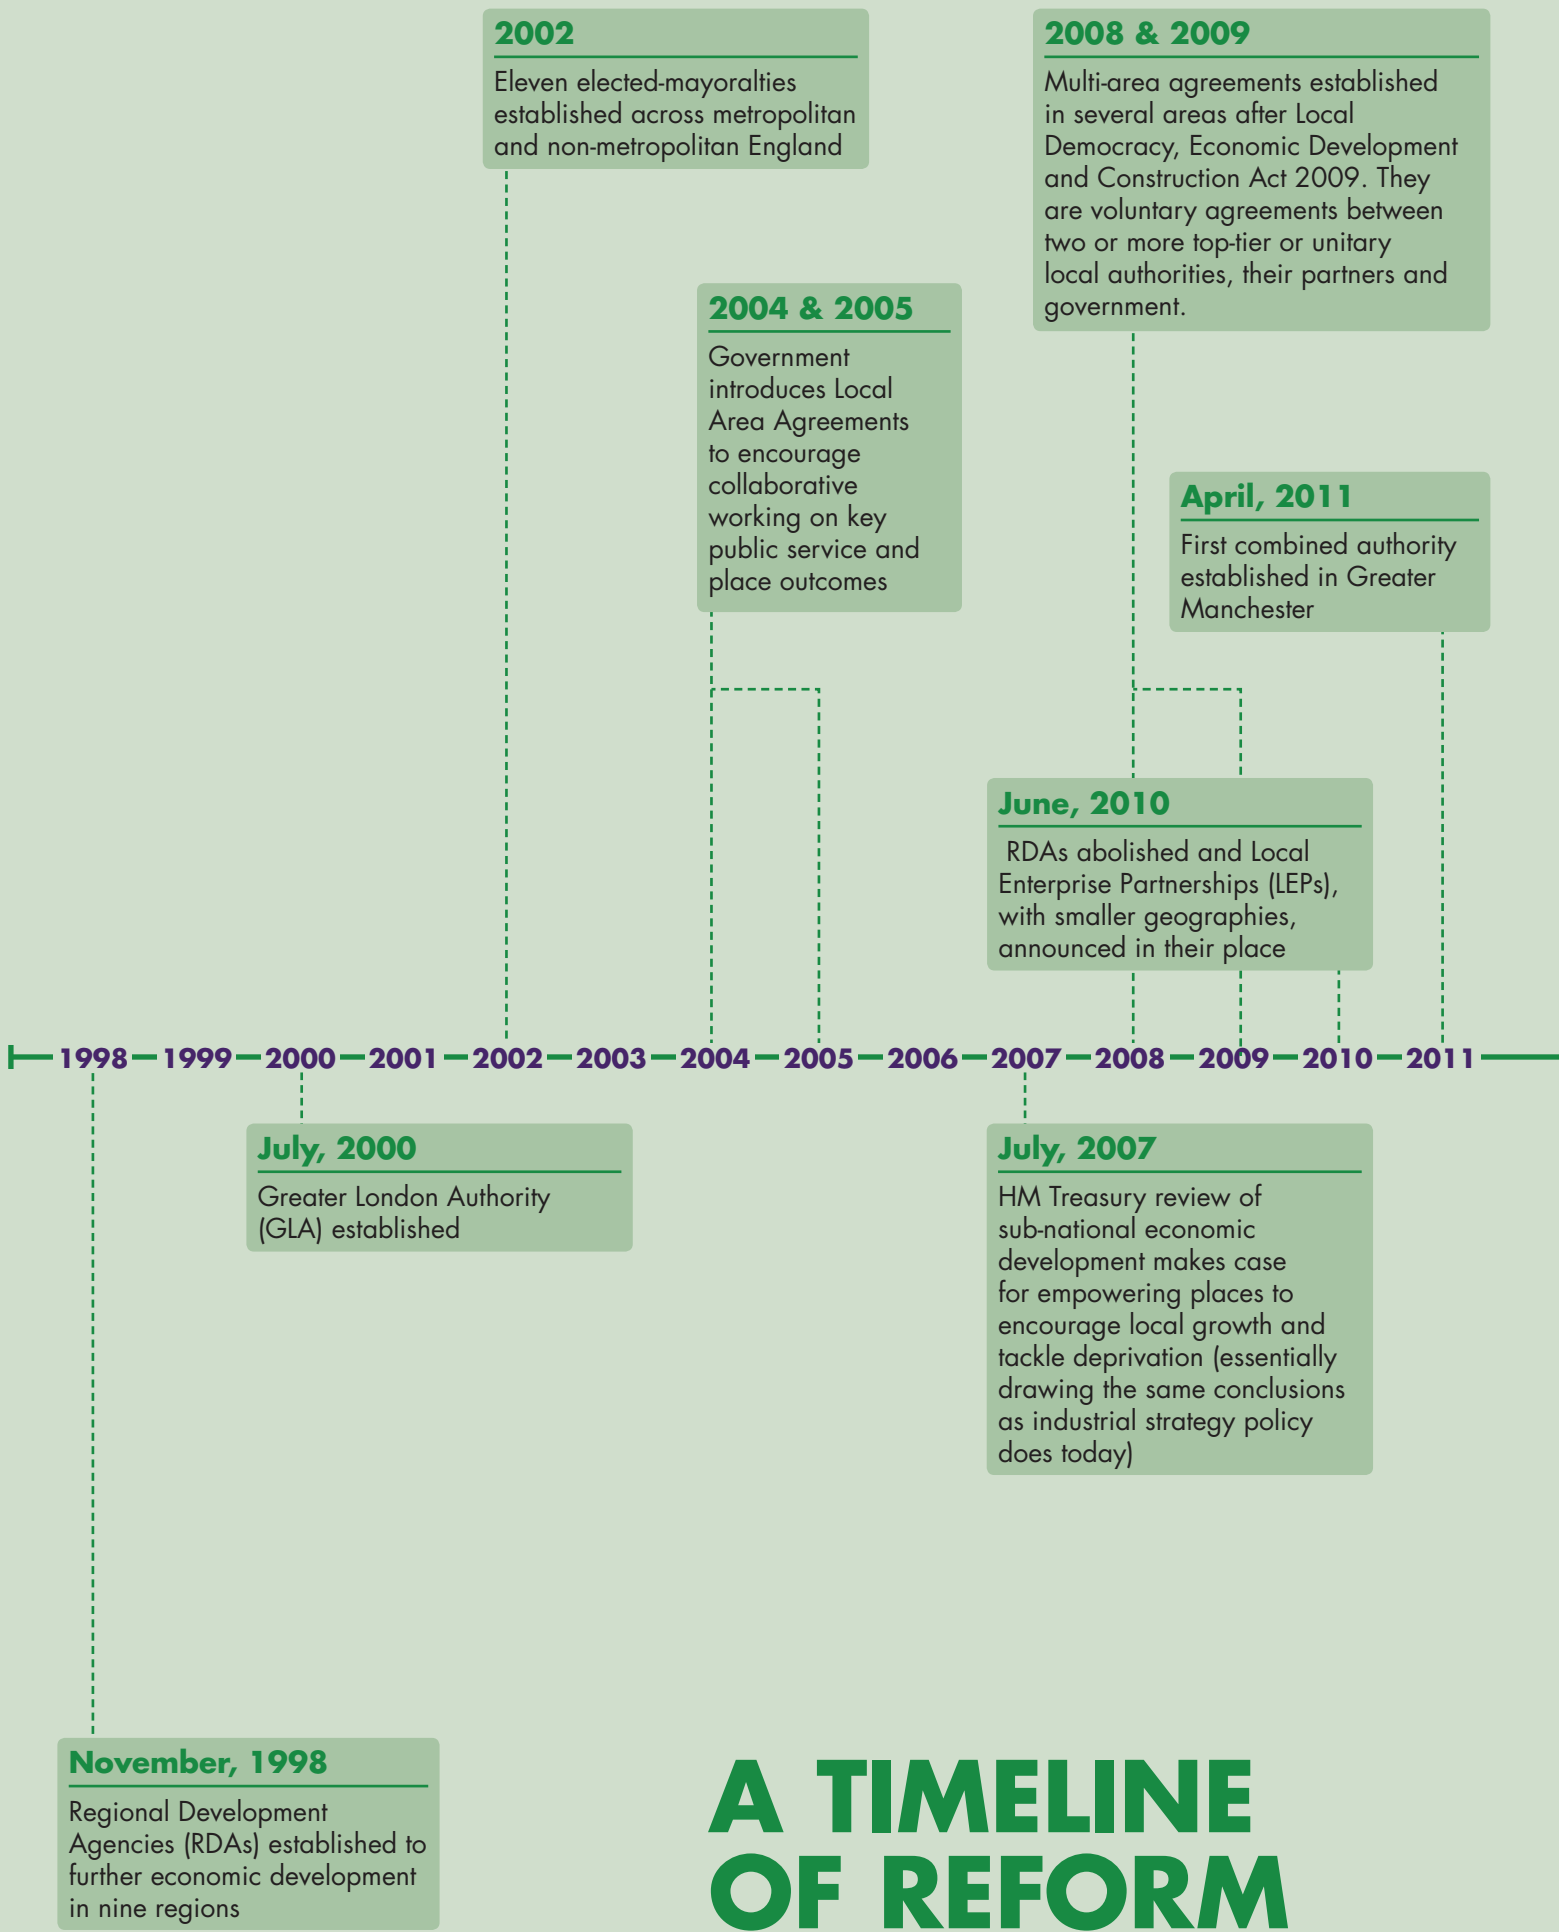 2002
Eleven elected-mayoralties
established across metropolitan
and non-metropolitan England
2008 & 2009
Multi-area agreements established
in several areas after Local
Democracy, Economic Development
and Construction Act 2009. They
are voluntary agreements between
two or more top-tier or unitary
local authorities, their partners and
government.
2004 & 2005
Government
introduces Local
Area Agreements
to encourage
collaborative
working on key
public service and
place outcomes
April, 2011
First combined authority
established in Greater
Manchester
June, 2010
RDAs abolished and Local
Enterprise Partnerships (LEPs),
with smaller geographies,
announced in their place
1998 1999 2000 2001 2002 2003 2004 2005 2006 2007 2008 2009 2010 2011
July, 2000
Greater London Authority
(GLA) established
July, 2007
HM Treasury review of
sub-national economic
development makes case
for empowering places to
encourage local growth and
tackle deprivation (essentially
drawing the same conclusions
as industrial strategy policy
does today)
November, 1998
Regional Development
Agencies (RDAs) established to
further economic development
in nine regions
A TIMELINE
OF REFORM